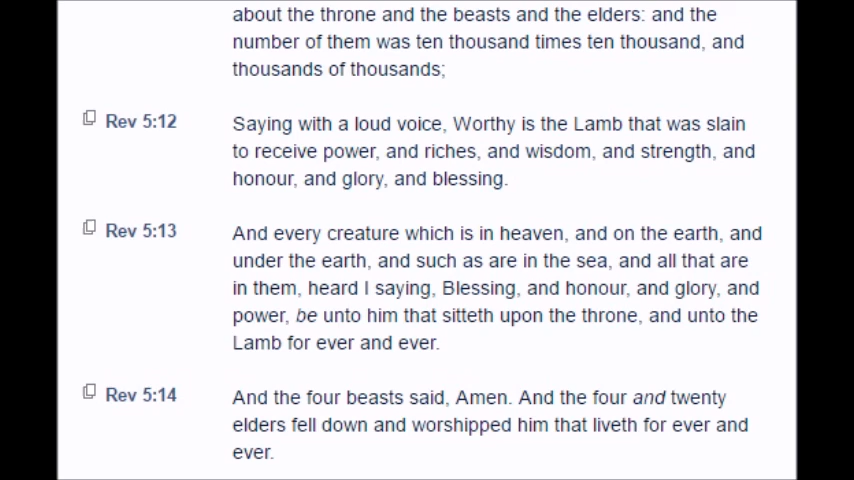 about the throne and the beasts and the elders: and the
number of them was ten thousand times ten thousand, and
thousands of thousands;
Rev 5:12
Saying with a loud voice, Worthy is the Lamb that was slain
to receive power, and riches, and wisdom, and strength, and
honour, and glory, and blessing.
Rev 5:13
And every creature which is in heaven, and on the earth, and
under the earth, and such as are in the sea, and all that are
in them, heard I saying, Blessing, and honour, and glory, and
power, be unto him that sitteth upon the throne, and unto the
Lamb for ever and ever.
Rev 5:14
And the four beasts said, Amen. And the four and twenty
elders fell down and worshipped him that liveth for ever and
ever.